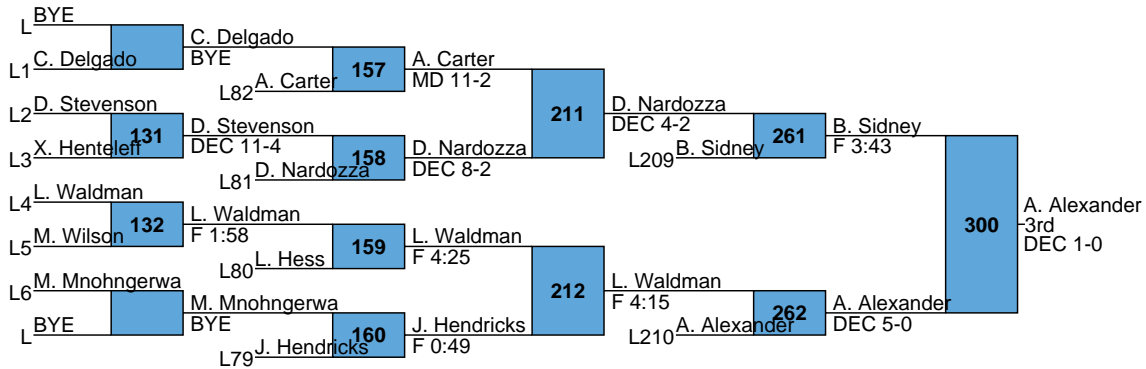 L BYE
L1 C. Delgado
C. Delgado
BYE
L82 A. Carter
157
A. Carter
MD 11-2
L2 D. Stevenson
L3 X. Henteleff
131
D. Stevenson
DEC 11-4
L81 D. Nardozza
158
D. Nardozza
DEC 8-2
211
D. Nardozza
DEC 4-2
L209 B. Sidney
261
B. Sidney
F 3:43
L4 L. Waldman
L5 M. Wilson
132
L. Waldman
F 1:58
L80 L. Hess
159
L. Waldman
F 4:25
L6 M. Mnohngerwa
L BYE
M. Mnohngerwa
BYE
L79 J. Hendricks
160
J. Hendricks
F 0:49
212
L. Waldman
F 4:15
L210 A. Alexander
262
A. Alexander
DEC 5-0
300
A. Alexander
3rd
DEC 1-0